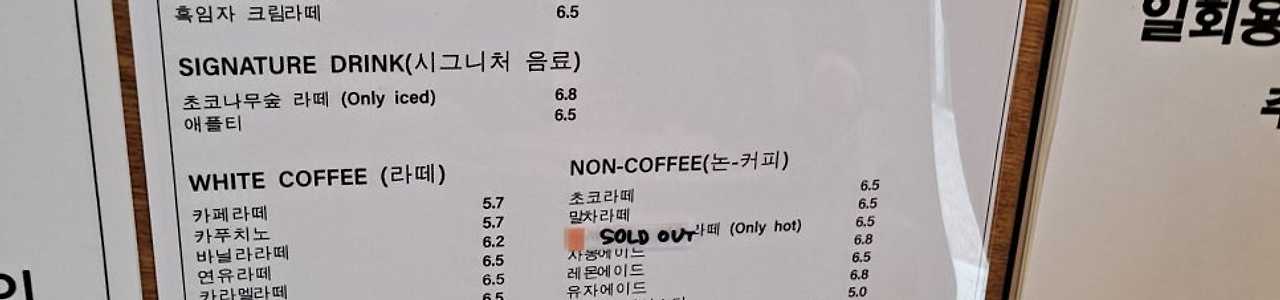 흑임자 크림라떼 6.5
SIGNATURE DRINK(시그니처 음료)
초코나무숲 라떼 (Only iced) 6.8
애플티 6.5
WHITE COFFEE (라떼)
카페라떼 5.7
카푸치노 5.7
바닐라라떼 6.2
연유라떼 6.5
카라멜라떼 6.5
6.5
NON-COFFEE(논-커피)
초코라떼 6.5
말차라떼 6.5
SOLD OUT 라떼 (Only hot) 6.5
자몽에이드 6.8
레몬에이드 6.5
유자에이드 6.8
5.0
일회용